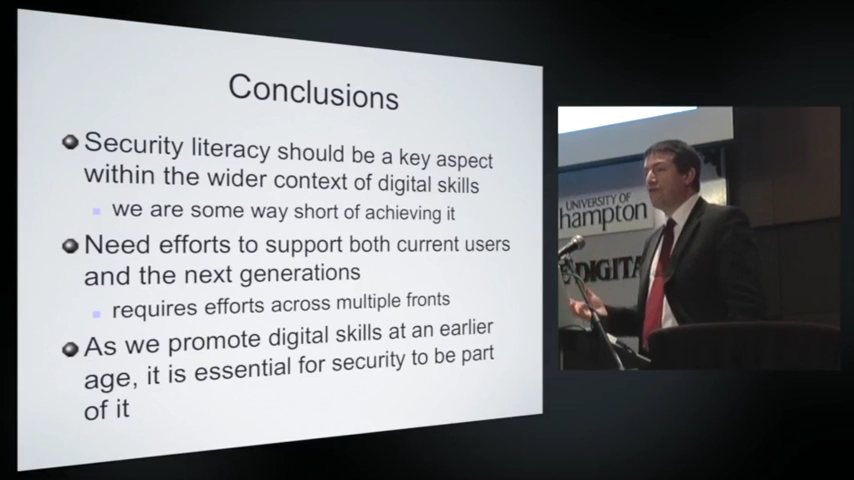 Conclusions
Security literacy should be a key aspect
within the wider context of digital skills
we are some way short of achieving it
Need efforts to support both current users
and the next generations
requires efforts across multiple fronts
As we promote digital skills at an earlier
age, it is essential for security to be part
of it
UNIVERSITY OF
hampton
DIGITA